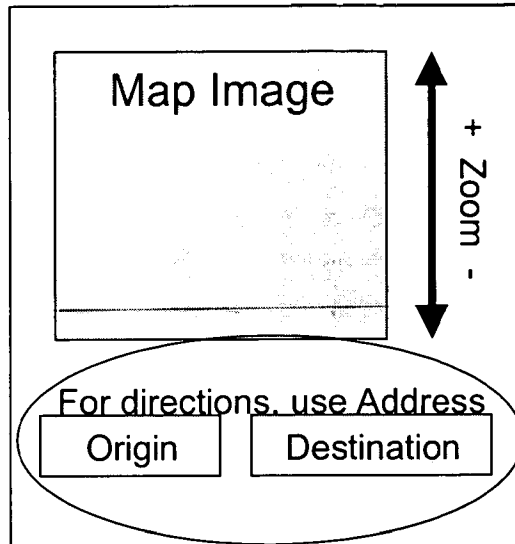 Map Image
+ Zoom -
For directions, use Address
Origin
Destination